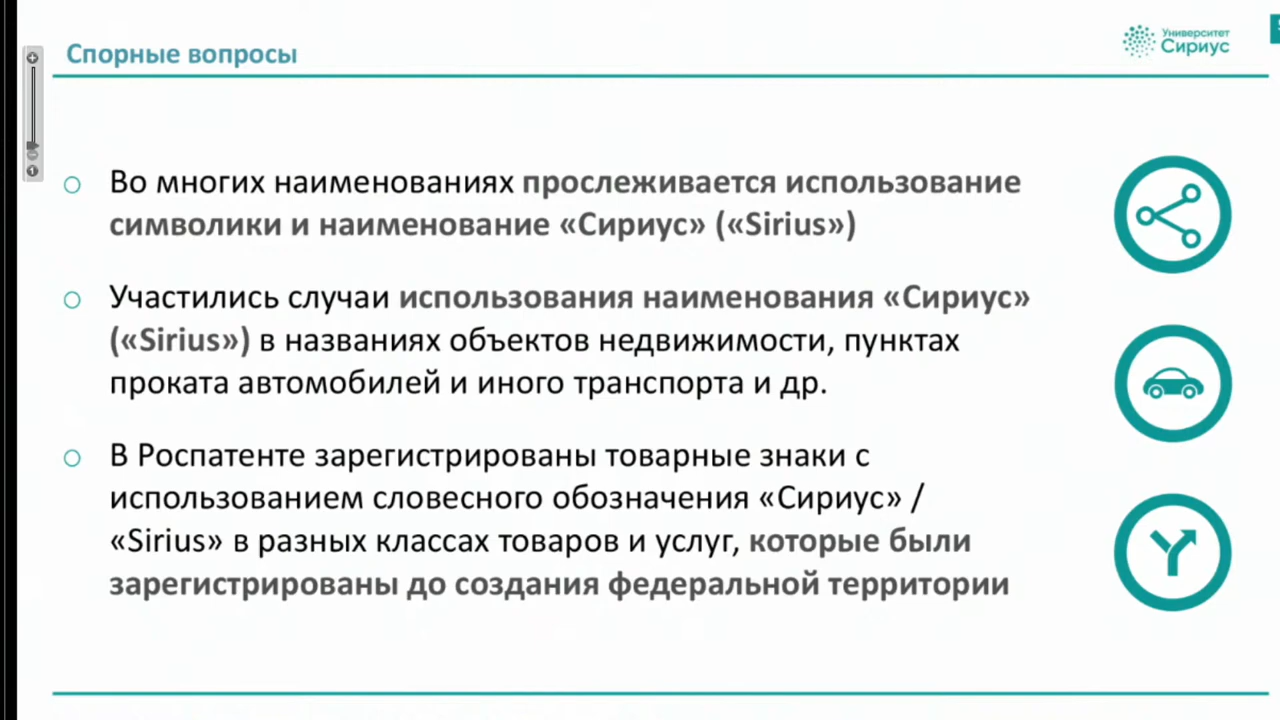 Спорные вопросы
Университет
Сириус
Во многих наименованиях прослеживается использование
символики и наименование «Сириус» («Sirius»)
Участились случаи использования наименования «Сириус»
(«Sirius») в названиях объектов недвижимости, пунктах
проката автомобилей и иного транспорта и др.
В Роспатенте зарегистрированы товарные знаки с
использованием словесного обозначения «Сириус» /
«Sirius» в разных классах товаров и услуг, которые были
зарегистрированы до создания федеральной территории